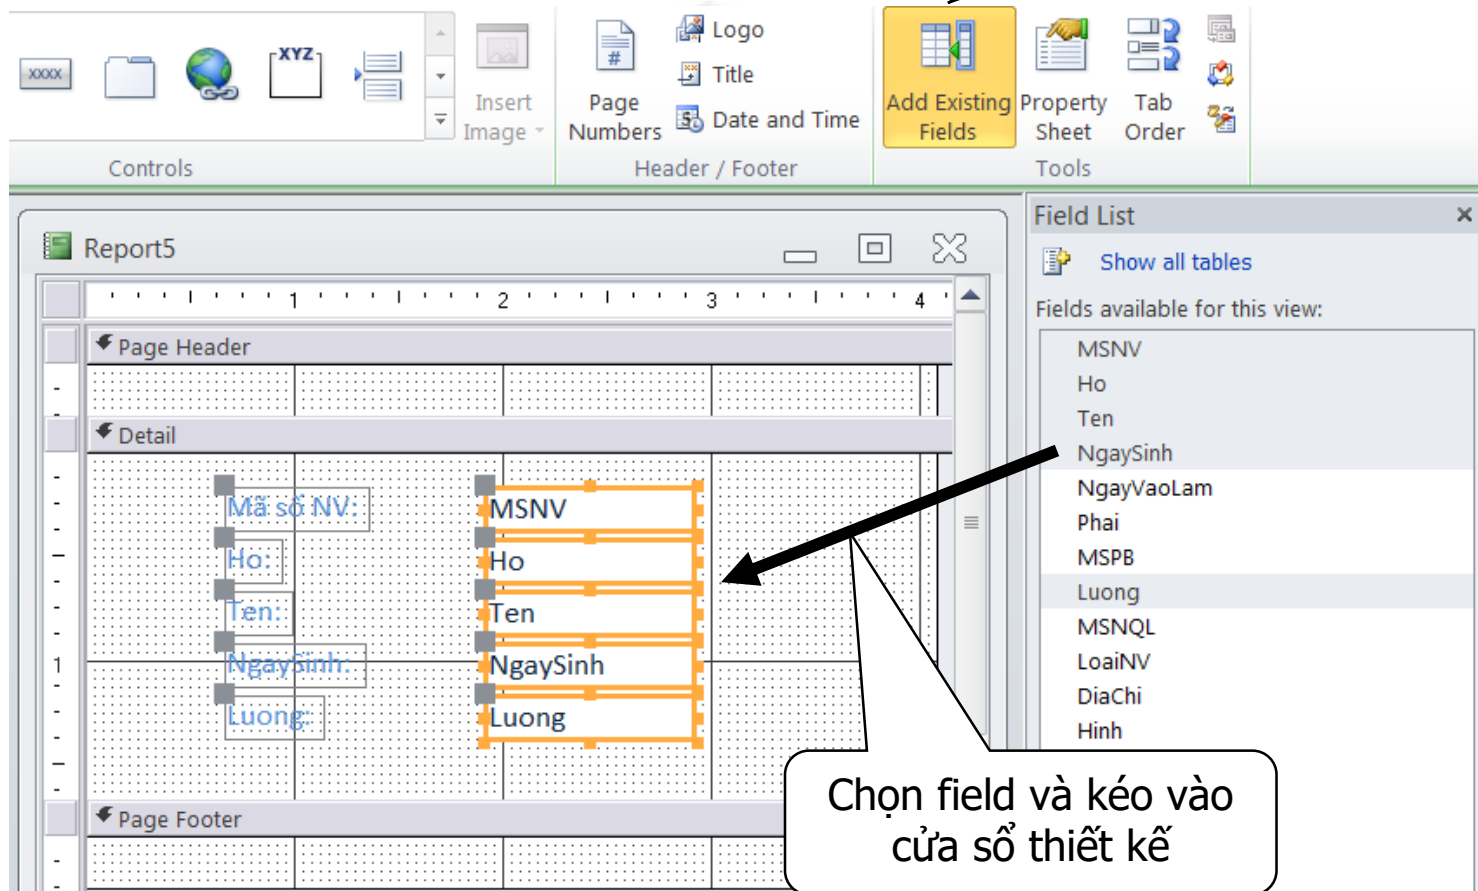 xxxx
XYZ
Insert
Image
#
Page
Numbers
Logo
Title
Date and Time
Add Existing
Fields
Property
Sheet
Tab
Order
Controls
Header / Footer
Tools
Report5
1 2 3 4
Page Header
Detail
Mã số NV: MSNV
Ho: Ho
Ten: Ten
1
NgaySinh: NgaySinh
Luong: Luong
Page Footer
Field List
Show all tables
Fields available for this view:
MSNV
Ho
Ten
NgaySinh
NgayVaoLam
Phai
MSPB
Luong
MSNQL
LoaiNV
DiaChi
Hinh
Chọn field và kéo vào
cửa sổ thiết kế